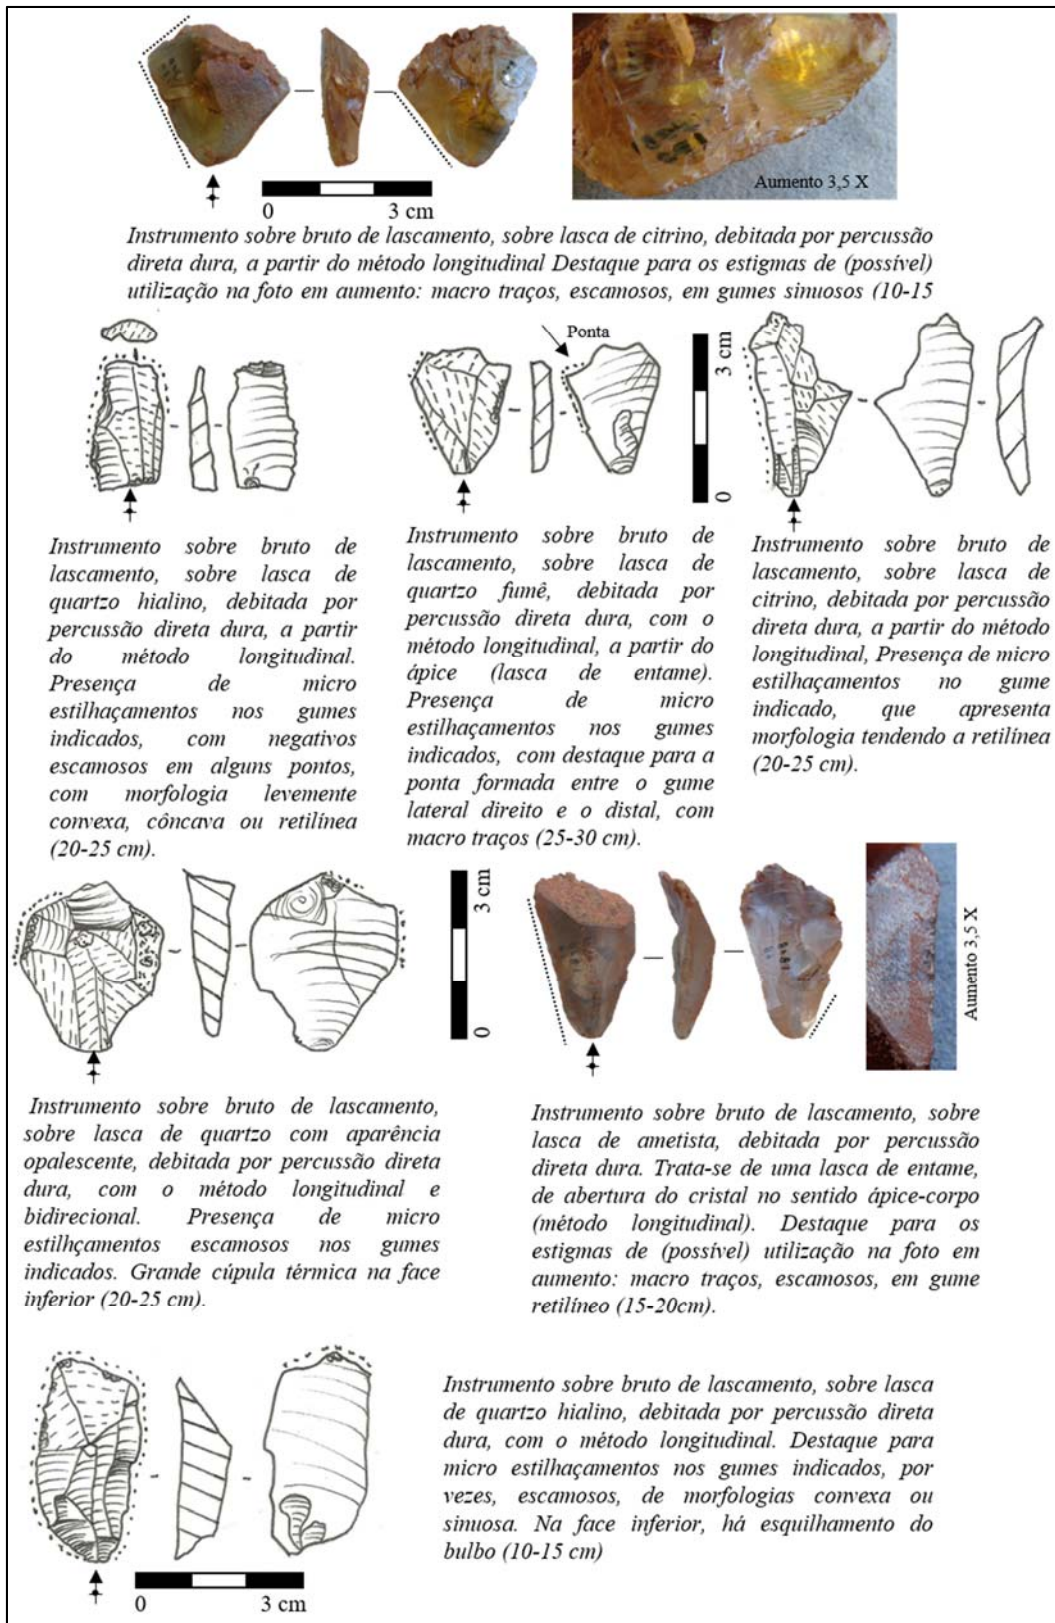 Aumento 3,5 X
0 3 cm
Instrumento sobre bruto de lascamento, sobre lasca de citrino, debitada por percussão
direta dura, a partir do método longitudinal Destaque para os estigmas de (possível)
utilização na foto em aumento: macro traços, escamosos, em gumes sinuosos (10-15
Ponta
0 3 cm
Instrumento sobre bruto de
lascamento, sobre lasca de
quartzo hialino, debitada por
percussão direta dura, a partir
do método longitudinal.
Presença de micro
estilhaçamentos nos gumes
indicados, com negativos
escamosos em alguns pontos,
com morfologia levemente
convexa, côncava ou retilínea
(20-25 cm).
Instrumento sobre bruto de
lascamento, sobre lasca de
quartzo fumê, debitada por
percussão direta dura, com o
método longitudinal, a partir do
ápice (lasca de entame).
Presença de micro
estilhaçamentos nos gumes
indicados, com destaque para a
ponta formada entre o gume
lateral direito e o distal, com
macro traços (25-30 cm).
Instrumento sobre bruto de
lascamento, sobre lasca de
citrino, debitada por percussão
direta dura, a partir do método
longitudinal, Presença de micro
estilhaçamentos no gume
indicado, que apresenta
morfologia tendendo a retilínea
(20-25 cm).
0 3 cm
Aumento 3,5 X
Instrumento sobre bruto de lascamento,
sobre lasca de quartzo com aparência
opalescente, debitada por percussão direta
dura, com o método longitudinal e
bidirecional. Presença de micro
estilhçamentos escamosos nos gumes
indicados. Grande cúpula térmica na face
inferior (20-25 cm).
Instrumento sobre bruto de lascamento, sobre
lasca de ametista, debitada por percussão
direta dura. Trata-se de uma lasca de entame,
de abertura do cristal no sentido ápice-corpo
(método longitudinal). Destaque para os
estigmas de (possível) utilização na foto em
aumento: macro traços, escamosos, em gume
retilíneo (15-20cm).
Instrumento sobre bruto de lascamento, sobre lasca
de quartzo hialino, debitada por percussão direta
dura, com o método longitudinal. Destaque para
micro estilhaçamentos nos gumes indicados, por
vezes, escamosos, de morfologias convexa ou
sinuosa. Na face inferior, há esquilhamento do
bulbo (10-15 cm)
0 3 cm